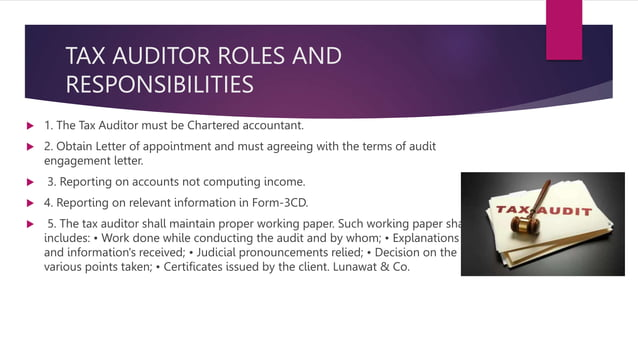 TAX AUDITOR ROLES AND
RESPONSIBILITIES
1. The Tax Auditor must be Chartered accountant.
2. Obtain Letter of appointment and must agreeing with the terms of audit
engagement letter.
3. Reporting on accounts not computing income.
4. Reporting on relevant information in Form-3CD.
5. The tax auditor shall maintain proper working paper. Such working paper
includes: • Work done while conducting the audit and by whom; • Explanations
and information's received; • Judicial pronouncements relied; • Decision on the
various points taken; • Certificates issued by the client. Lunawat & Co.
TAX AUDIT